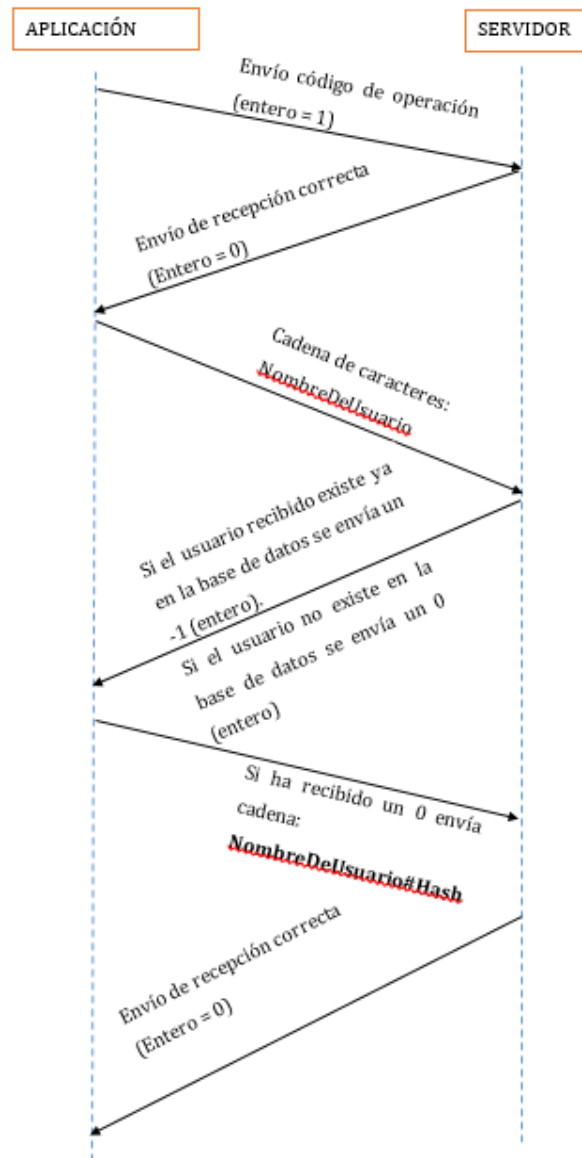 APLICACIÓN
SERVIDOR
Envío código de operación
(entero = 1)
Envío de recepción correcta
(Entero = 0)
Cadena de caracteres:
NombreDeUsuario
Si el usuario recibido existe ya
en la base de datos se envía un
-1 (entero).
Si el usuario no existe en la
base de datos se envía un 0
(entero)
Si ha recibido un 0 envía
cadena:
NombreDeUsuario#Hash
Envío de recepción correcta
(Entero = 0)